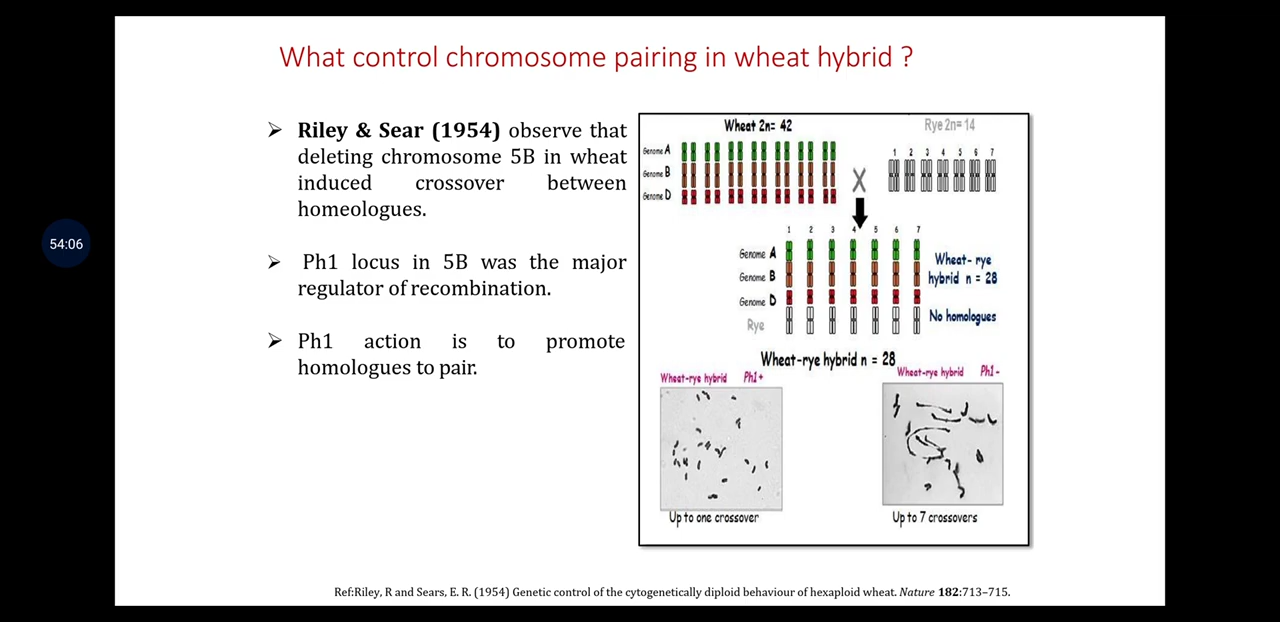 What control chromosome pairing in wheat hybrid ?
54:06
➢ Riley & Sear (1954) observe that
deleting chromosome 5B in wheat
induced crossover between
homeologues.
➢ Ph1 locus in 5B was the major
regulator of recombination.
➢ Ph1 action is to promote
homologues to pair.
Wheat 2n= 42
Rye 2n= 14
Genome A
Genome B
Genome D
X
1 2 3 4 5 6 7
1 2 3 4 5 6 7
Genome A
Genome B
Genome D
Rye
Wheat- rye
hybrid n = 28
No homologues
Wheat-rye hybrid n = 28
Wheat-rye hybrid Ph1+
Wheat-rye hybrid Ph1-
Up to one crossover
Up to 7 crossovers
Ref:Riley, R and Sears, E. R. (1954) Genetic control of the cytogenetically diploid behaviour of hexaploid wheat. Nature 182:713–715.